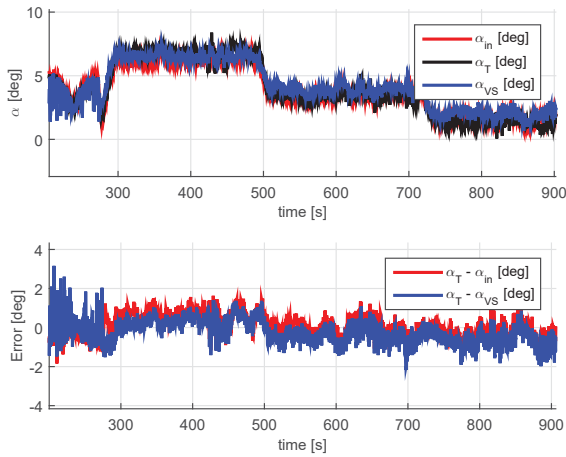 10
5
0
α [deg]
α_in [deg]
α_T [deg]
α_VS [deg]
300 400 500 600 700 800 900
time [s]
4
2
0
-2
-4
Error [deg]
α_T - α_in [deg]
α_T - α_VS [deg]
300 400 500 600 700 800 900
time [s]